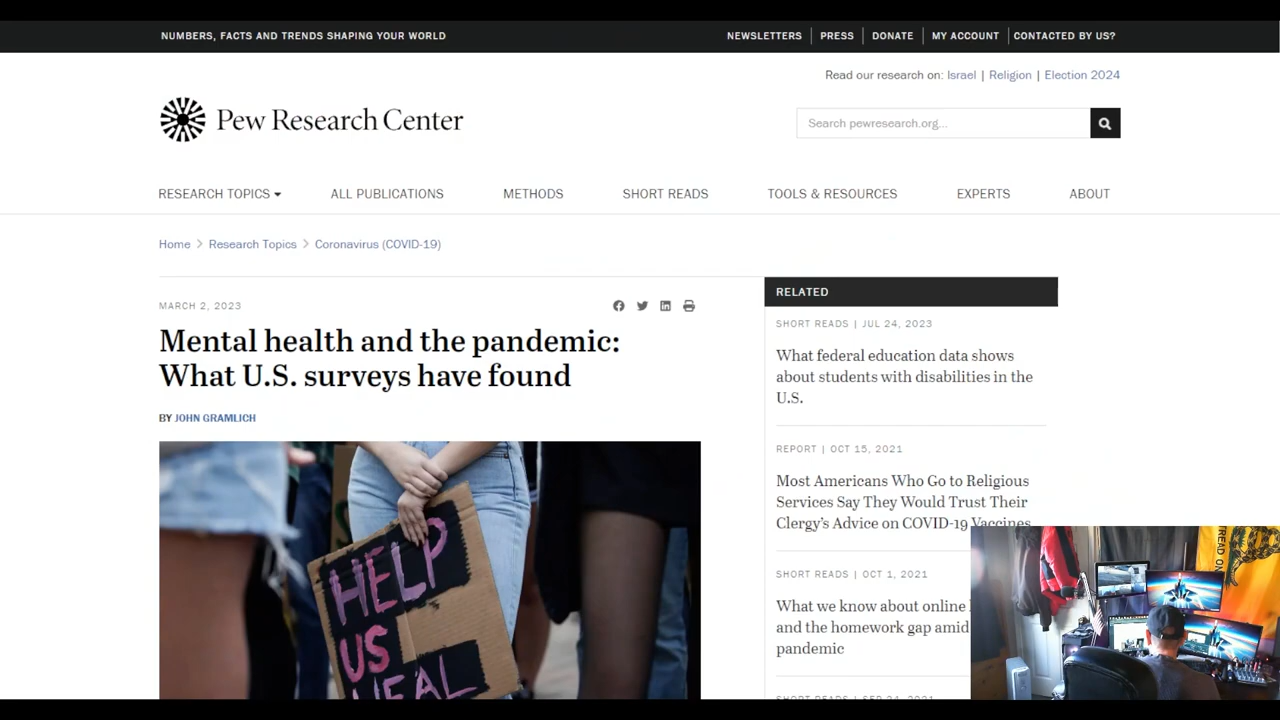 NUMBERS, FACTS AND TRENDS SHAPING YOUR WORLD
NEWSLETTERS
PRESS
DONATE
MY ACCOUNT
CONTACTED BY US?
Read our research on: Israel | Religion | Election 2024
Pew Research Center
Search pewresearch.org...
RESEARCH TOPICS
ALL PUBLICATIONS
METHODS
SHORT READS
TOOLS & RESOURCES
EXPERTS
ABOUT
Home
Research Topics
Coronavirus (COVID-19)
MARCH 2, 2023
Mental health and the pandemic:
What U.S. surveys have found
BY JOHN GRAMLICH
HELP
US
HEAL
RELATED
SHORT READS | JUL 24, 2023
What federal education data shows
about students with disabilities in the
U.S.
REPORT | OCT 15, 2021
Most Americans Who Go to Religious
Services Say They Would Trust Their
Clergy's Advice on COVID-19 Vaccines
SHORT READS | OCT 1, 2021
What we know about online
and the homework gap amid
pandemic
TREAD ON